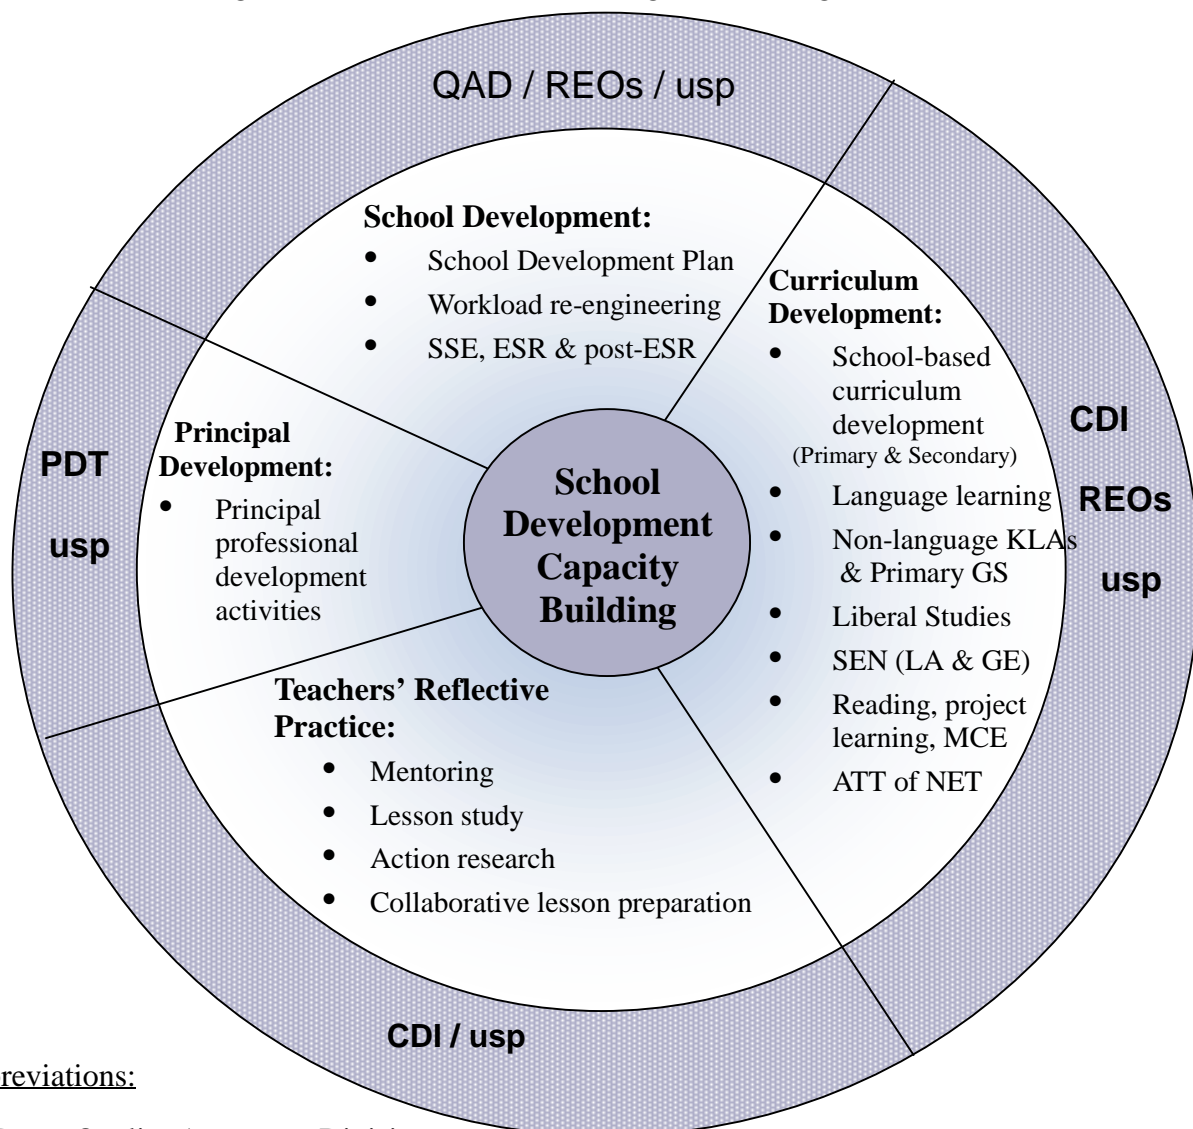 QAD / REOs / usp
School Development:
• School Development Plan
• Workload re-engineering
• SSE, ESR & post-ESR
Curriculum
Development:
• School-based
curriculum
development
(Primary & Secondary)
• Language learning
• Non-language KLAs
& Primary GS
• Liberal Studies
• SEN (LA & GE)
• Reading, project
learning, MCE
• ATT of NET
CDI
REOs
usp
Principal
Development:
• Principal
professional
development
activities
PDT
usp
School
Development
Capacity
Building
Teachers’ Reflective
Practice:
• Mentoring
• Lesson study
• Action research
• Collaborative lesson preparation
CDI / usp
reviations: